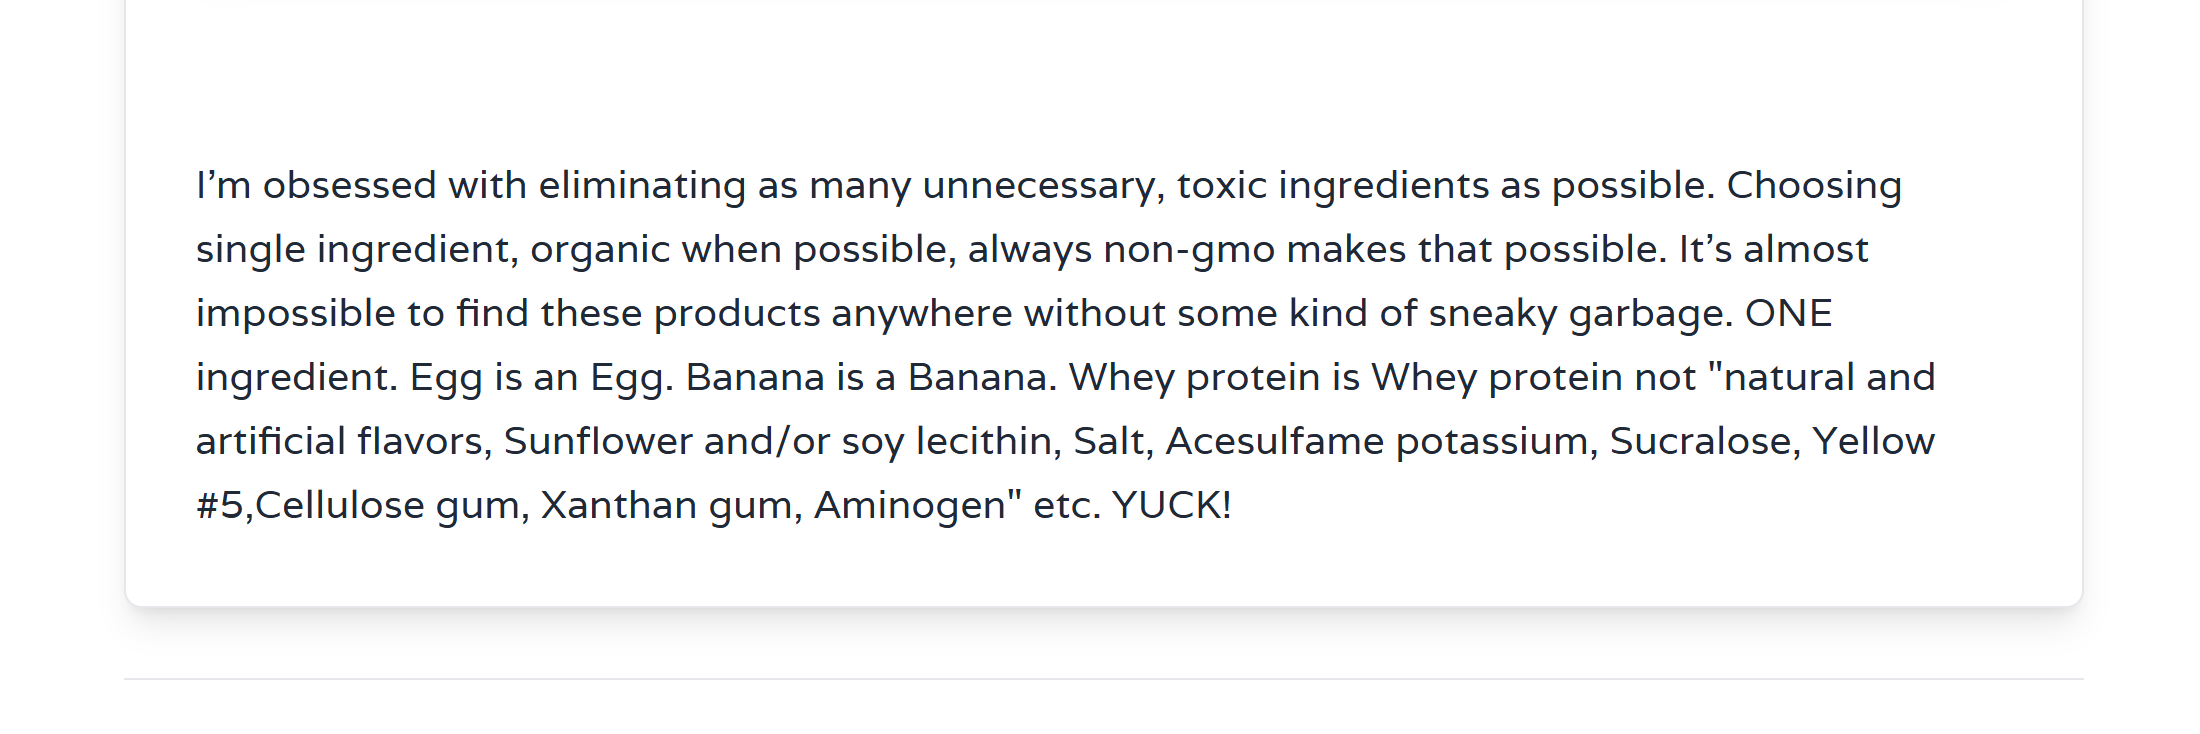 I’m obsessed with eliminating as many unnecessary, toxic ingredients as possible. Choosing
single ingredient, organic when possible, always non-gmo makes that possible. It’s almost
impossible to find these products anywhere without some kind of sneaky garbage. ONE
ingredient. Egg is an Egg. Banana is a Banana. Whey protein is Whey protein not "natural and
artificial flavors, Sunflower and/or soy lecithin, Salt, Acesulfame potassium, Sucralose, Yellow
#5,Cellulose gum, Xanthan gum, Aminogen" etc. YUCK!